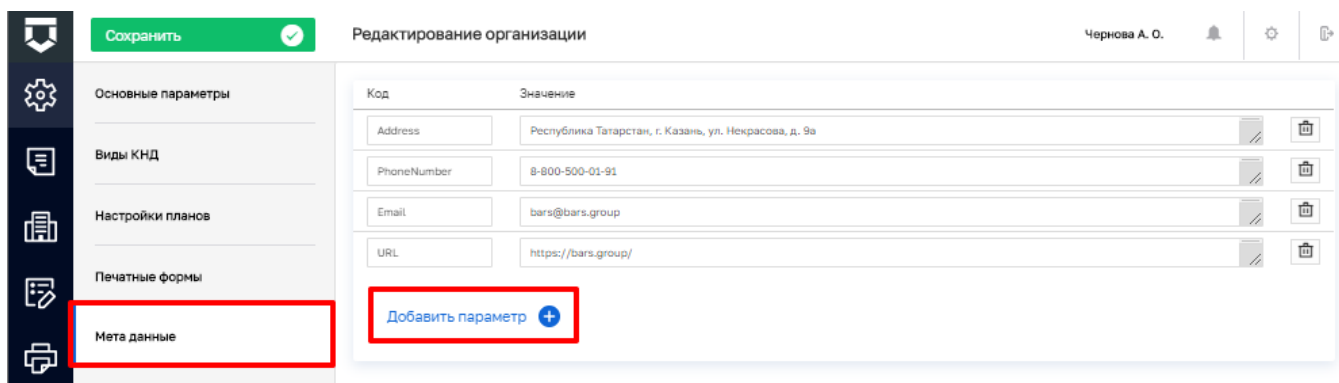 Сохранить
Редактирование организации
Чернова А. О.
Основные параметры
Виды КНД
Настройки планов
Печатные формы
Мета данные
Код Значение
Address Республика Татарстан, г. Казань, ул. Некрасова, д. 9а
PhoneNumber 8-800-500-01-91
Email bars@bars.group
URL https://bars.group/
Добавить параметр